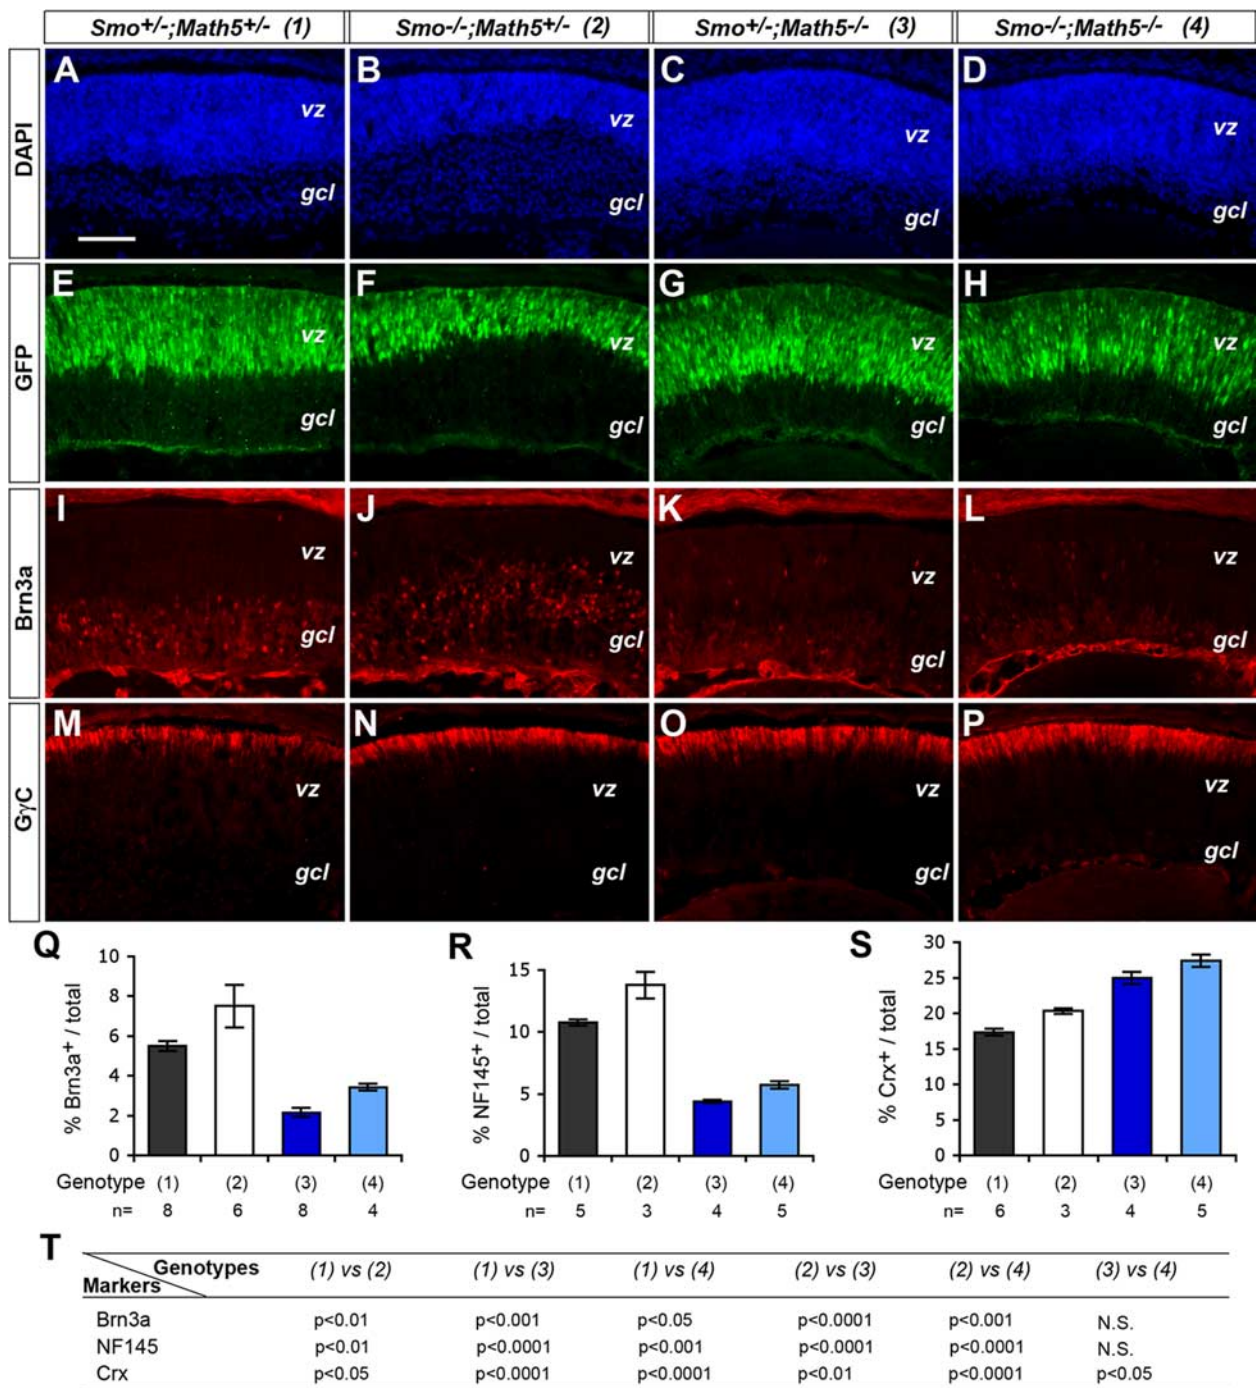 Smo+/-;Math5+/- (1) Smo-/-;Math5+/- (2) Smo+/-;Math5-/- (3) Smo-/-;Math5-/- (4)
DAPI
A B C D
vz vz vz vz
gcl gcl gcl gcl
GFP
E F G H
vz vz vz vz
gcl gcl gcl gcl
Brn3a
I J K L
vz vz vz vz
gcl gcl gcl gcl
GγC
M N O P
vz vz vz vz
gcl gcl gcl gcl
Q
% Brn3a+ / total
10
8
6
4
2
0
Genotype (1) (2) (3) (4)
n= 8 6 8 4
R
% NF145+ / total
15
10
5
0
Genotype (1) (2) (3) (4)
n= 5 3 4 5
S
% Crx+ / total
30
25
20
15
10
5
0
Genotype (1) (2) (3) (4)
n= 6 3 4 5
T
Genotypes (1) vs (2) (1) vs (3) (1) vs (4) (2) vs (3) (2) vs (4) (3) vs (4)
Markers
Brn3a p<0.01 p<0.001 p<0.05 p<0.0001 p<0.001 N.S.
NF145 p<0.01 p<0.0001 p<0.001 p<0.0001 p<0.0001 N.S.
Crx p<0.05 p<0.0001 p<0.0001 p<0.01 p<0.0001 p<0.05